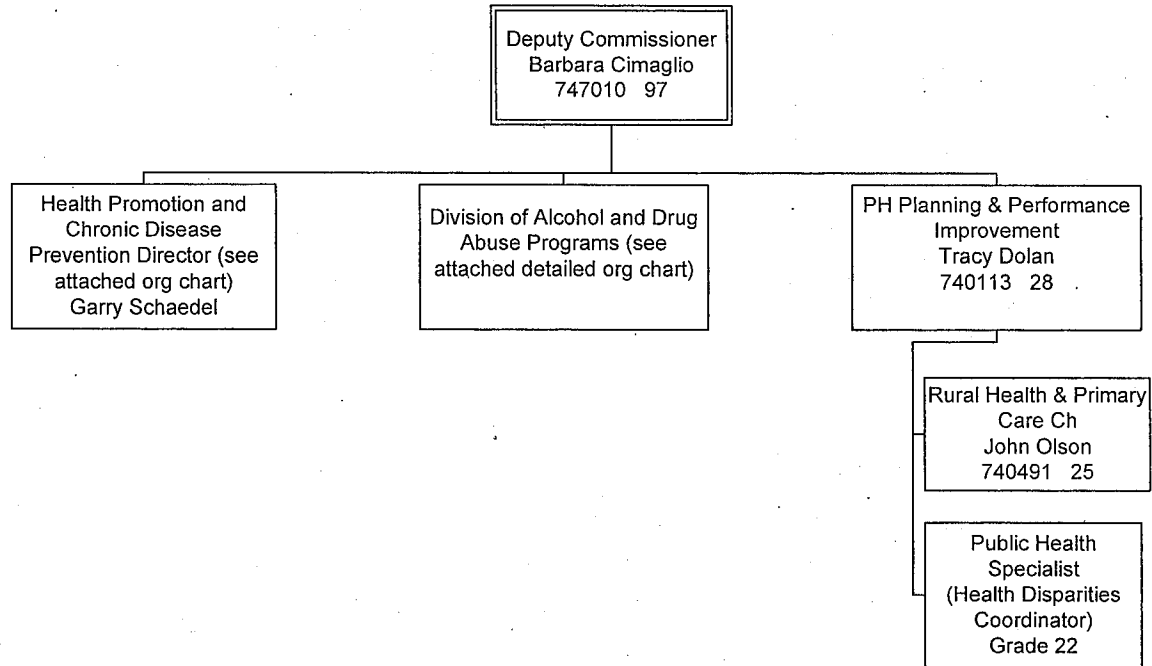 Deputy Commissioner
Barbara Cimaglio
747010 97
Health Promotion and
Chronic Disease
Prevention Director (see
attached org chart)
Garry Schaedel
Division of Alcohol and Drug
Abuse Programs (see
attached detailed org chart)
PH Planning & Performance
Improvement
Tracy Dolan
740113 28
Rural Health & Primary
Care Ch
John Olson
740491 25
Public Health
Specialist
(Health Disparities
Coordinator)
Grade 22